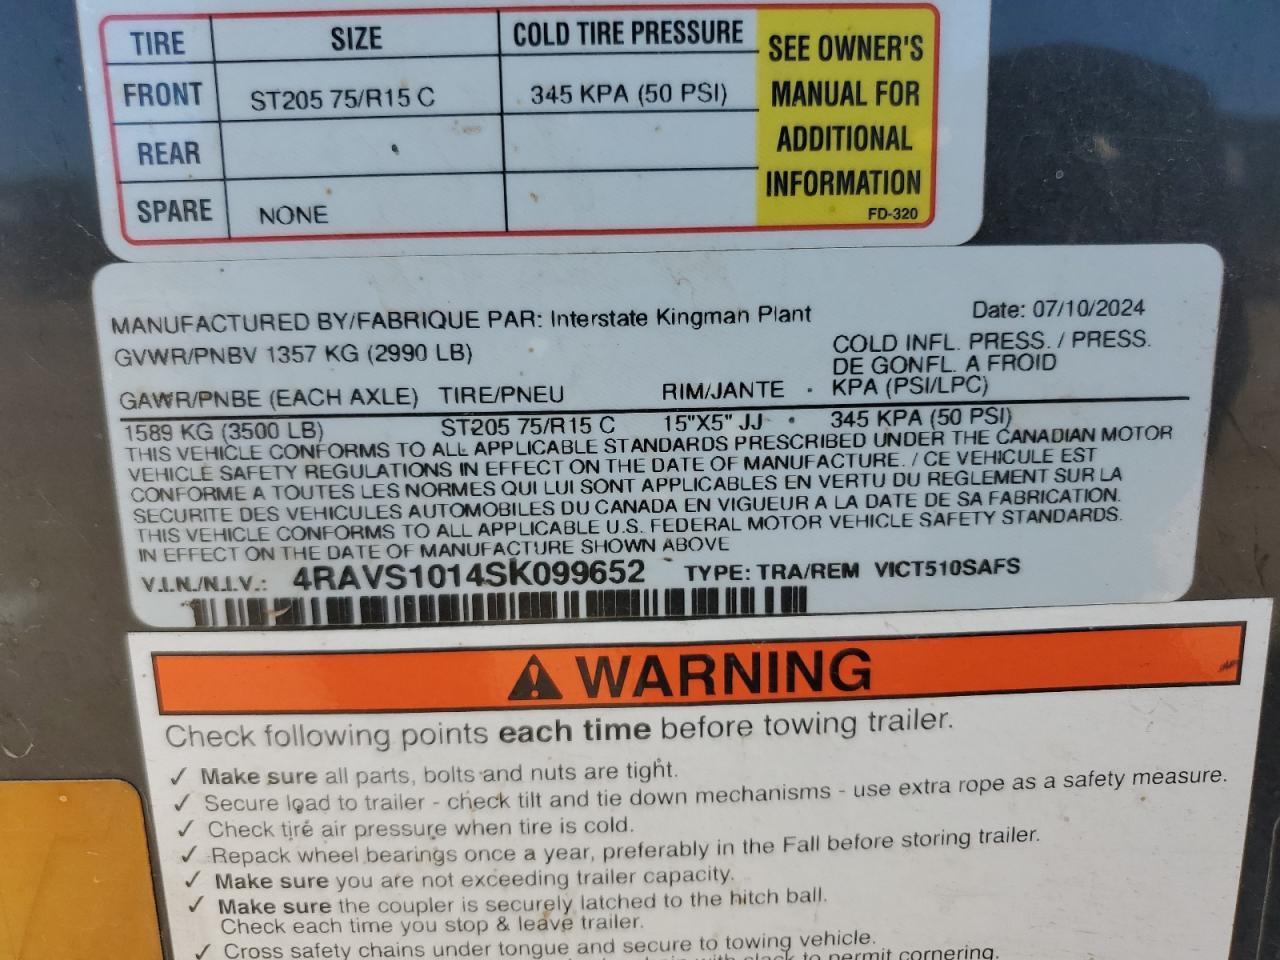 TIRE SIZE COLD TIRE PRESSURE
FRONT ST205 75/R15 C 345 KPA (50 PSI)
REAR
SPARE NONE
SEE OWNER'S
MANUAL FOR
ADDITIONAL
INFORMATION
FD-320
MANUFACTURED BY/FABRIQUE PAR: Interstate Kingman Plant Date: 07/10/2024
GVWR/PNBV 1357 KG (2990 LB)
COLD INFL. PRESS. / PRESS.
DE GONFL. A FROID
GAWR/PNBE (EACH AXLE) TIRE/PNEU RIM/JANTE KPA (PSI/LPC)
1589 KG (3500 LB) ST205 75/R15 C 15"X5" JJ 345 KPA (50 PSI)
THIS VEHICLE CONFORMS TO ALL APPLICABLE STANDARDS PRESCRIBED UNDER THE CANADIAN MOTOR
VEHICLE SAFETY REGULATIONS IN EFFECT ON THE DATE OF MANUFACTURE. / CE VEHICULE EST
CONFORME A TOUTES LES NORMES QUI LUI SONT APPLICABLES EN VERTU DU REGLEMENT SUR LA
SECURITE DES VEHICULES AUTOMOBILES DU CANADA EN VIGUEUR A LA DATE DE SA FABRICATION.
THIS VEHICLE CONFORMS TO ALL APPLICABLE U.S. FEDERAL MOTOR VEHICLE SAFETY STANDARDS.
IN EFFECT ON THE DATE OF MANUFACTURE SHOWN ABOVE
V.I.N./N.I.V.: 4RAVS1014SK099652 TYPE: TRA/REM VICT510SAFS
WARNING
Check following points each time before towing trailer.
✓ Make sure all parts, bolts and nuts are tight.
✓ Secure load to trailer - check tilt and tie down mechanisms - use extra rope as a safety measure.
✓ Check tire air pressure when tire is cold.
✓ Repack wheel bearings once a year, preferably in the Fall before storing trailer.
✓ Make sure you are not exceeding trailer capacity.
✓ Make sure the coupler is securely latched to the hitch ball.
Check each time you stop & leave trailer.
✓ Cross safety chains under tongue and secure to towing vehicle.
with slack to permit cornering.